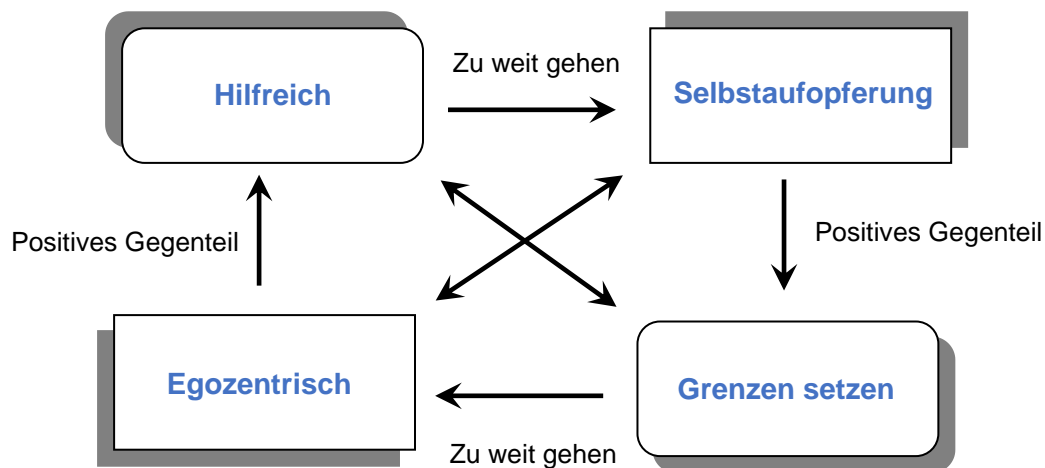 Zu weit gehen
Hilfreich
Selbstaufopferung
Positives Gegenteil
Positives Gegenteil
Egozentrisch
Grenzen setzen
Zu weit gehen